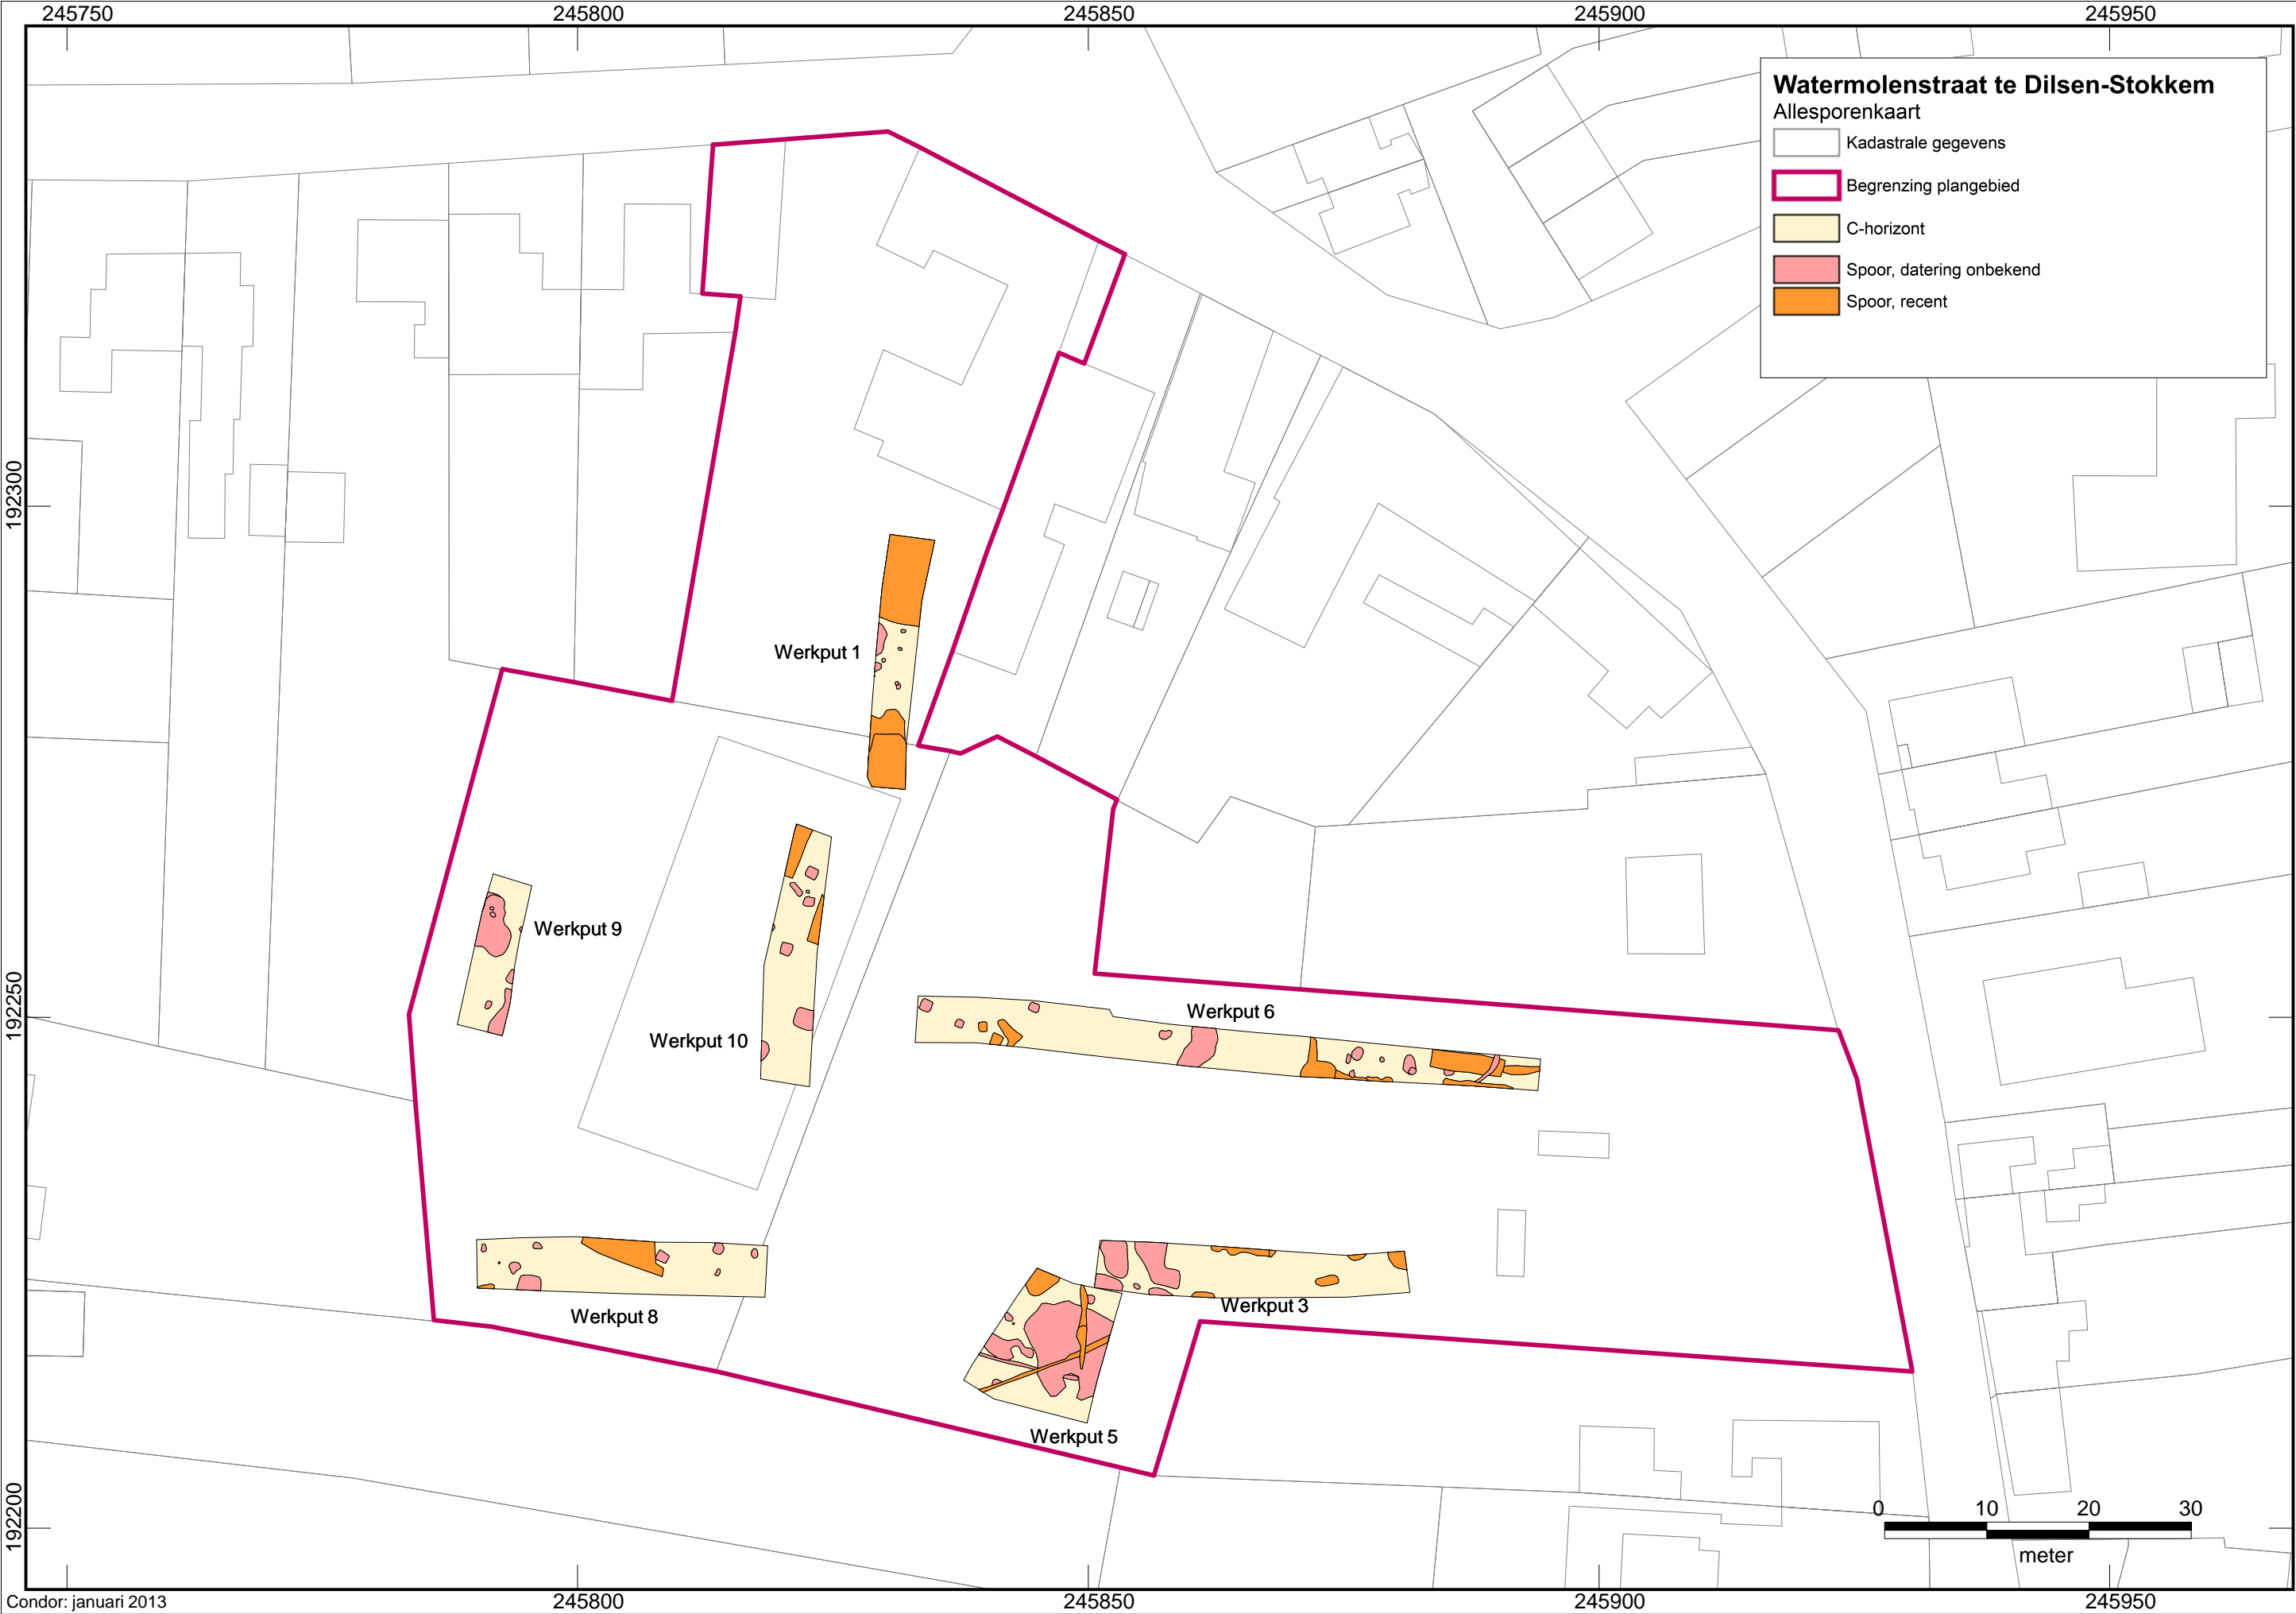 245750 245800 245850 245900 245950
Watermolenstraat te Dilsen-Stokkem
Allesporenkaart
Kadastrale gegevens
Begrenzing plangebied
C-horizont
Spoor, datering onbekend
Spoor, recent
192300
Werkput 1
Werkput 9
192250
Werkput 6
Werkput 10
Werkput 3
Werkput 8
Werkput 5
192200
0 10 20 30
meter
Condor: januari 2013
245800 245850 245900 245950